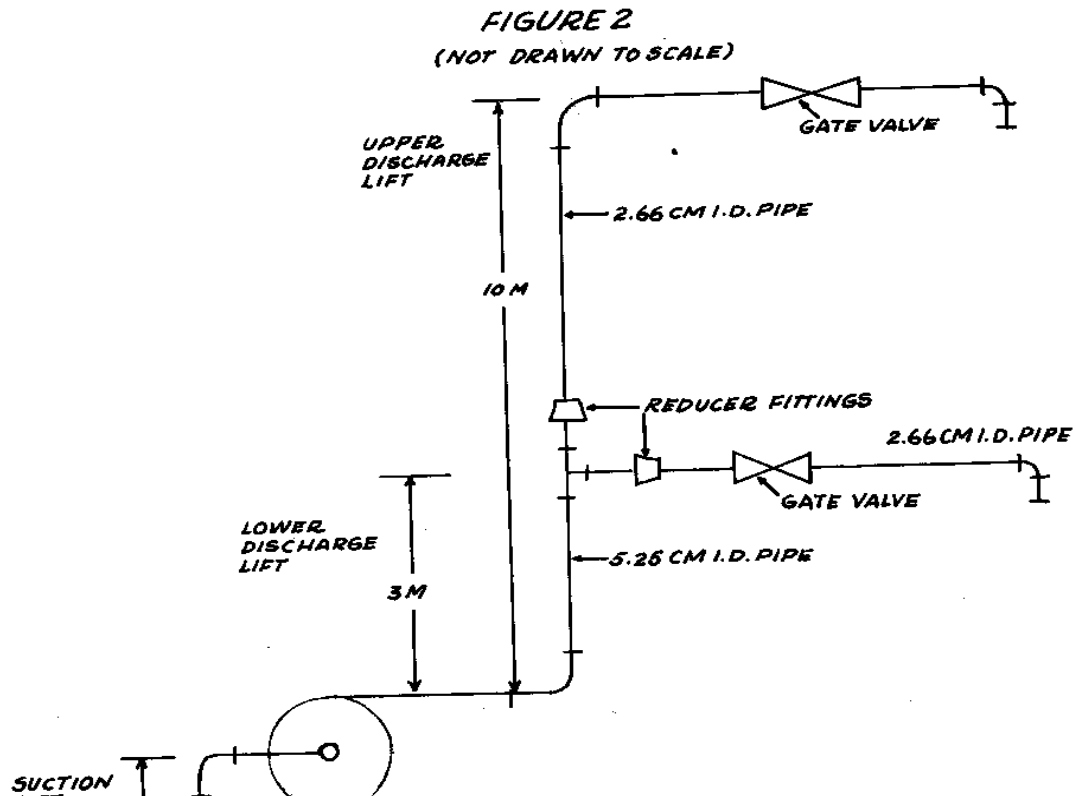 FIGURE 2
(NOT DRAWN TO SCALE)
GATE VALVE
UPPER
DISCHARGE
LIFT
2.66 CM I.D. PIPE
10 M
REDUCER FITTINGS
2.66 CM I.D. PIPE
GATE VALVE
LOWER
DISCHARGE
LIFT
5.25 CM I.D. PIPE
3 M
SUCTION